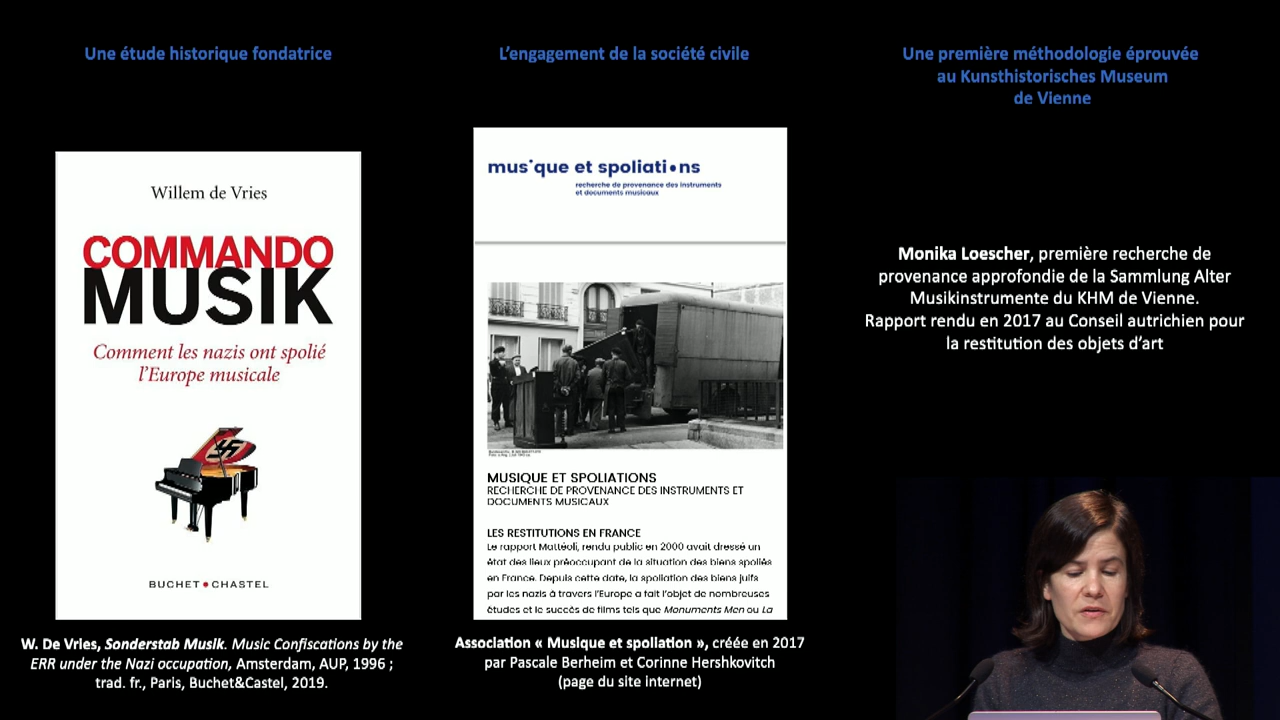 Une étude historique fondatrice
Willem de Vries
COMMANDO
MUSIK
Comment les nazis ont spolié
l'Europe musicale
BUCHET•CHASTEL
W. De Vries, Sonderstab Musik. Music Confiscations by the
ERR under the Nazi occupation, Amsterdam, AUP, 1996 ;
trad. fr., Paris, Buchet&Castel, 2019.
L'engagement de la société civile
mus•que et spoliati•ns
recherche de provenance des instruments
et documents musicaux
MUSIQUE ET SPOLIATIONS
RECHERCHE DE PROVENANCE DES INSTRUMENTS ET
DOCUMENTS MUSICAUX
LES RESTITUTIONS EN FRANCE
Le rapport Mattéoli, rendu public en 2000 avait dressé un
état des lieux préoccupant de la situation des biens spoliés
en France. Depuis cette date, la spoliation des biens juifs
par les nazis à travers l'Europe a fait l'objet de nombreuses
études et le succès de films tels que Monuments Men ou La
Association « Musique et spoliation », créée en 2017
par Pascale Berheim et Corinne Hershkovitch
(page du site internet)
Une première méthodologie éprouvée
au Kunsthistorisches Museum
de Vienne
Monika Loescher, première recherche de
provenance approfondie de la Sammlung Alter
Musikinstrumente du KHM de Vienne.
Rapport rendu en 2017 au Conseil autrichien pour
la restitution des objets d'art